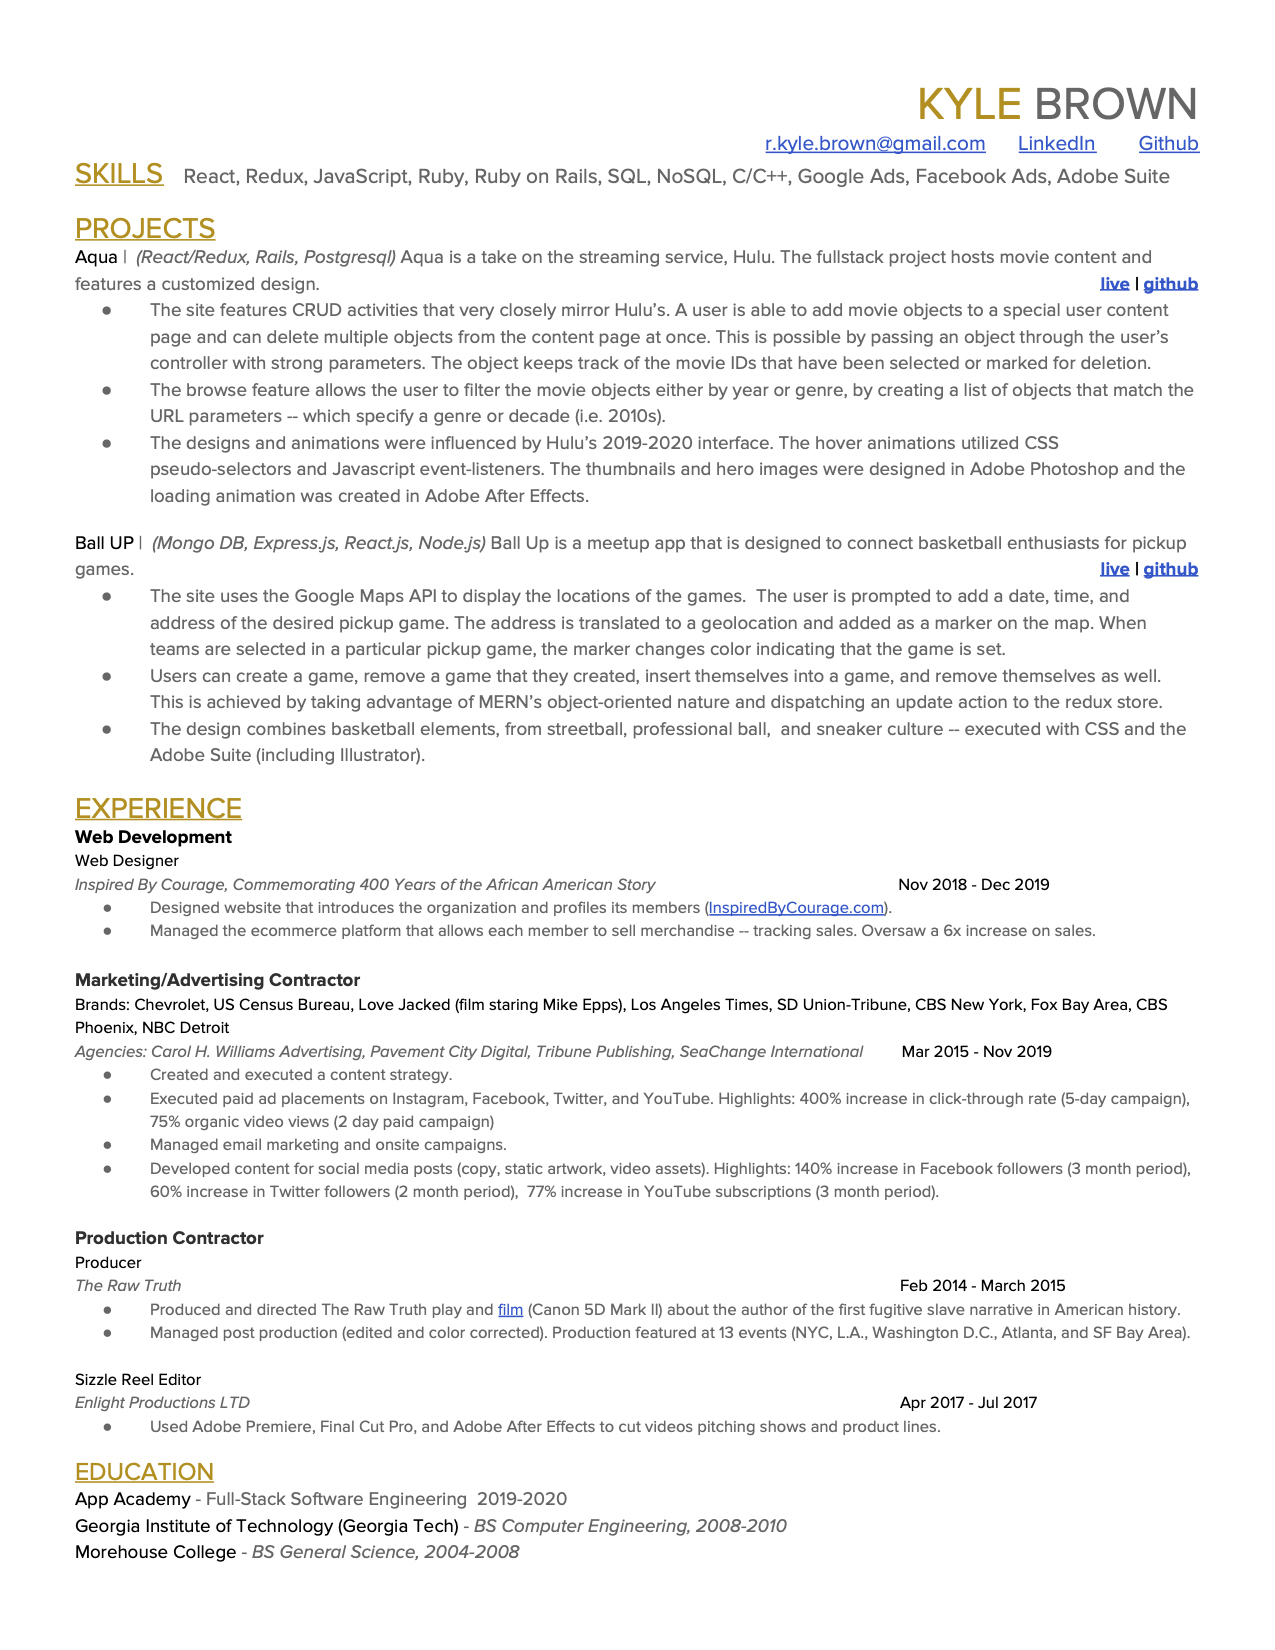 KYLE BROWN
r.kyle.brown@gmail.com LinkedIn Github
SKILLS React, Redux, JavaScript, Ruby, Ruby on Rails, SQL, NoSQL, C/C++, Google Ads, Facebook Ads, Adobe Suite
PROJECTS
Aqua | (React/Redux, Rails, Postgresql) Aqua is a take on the streaming service, Hulu. The fullstack project hosts movie content and
features a customized design. live | github
● The site features CRUD activities that very closely mirror Hulu’s. A user is able to add movie objects to a special user content
page and can delete multiple objects from the content page at once. This is possible by passing an object through the user’s
controller with strong parameters. The object keeps track of the movie IDs that have been selected or marked for deletion.
● The browse feature allows the user to filter the movie objects either by year or genre, by creating a list of objects that match the
URL parameters -- which specify a genre or decade (i.e. 2010s).
● The designs and animations were influenced by Hulu’s 2019-2020 interface. The hover animations utilized CSS
pseudo-selectors and Javascript event-listeners. The thumbnails and hero images were designed in Adobe Photoshop and the
loading animation was created in Adobe After Effects.
Ball UP | (Mongo DB, Express.js, React.js, Node.js) Ball Up is a meetup app that is designed to connect basketball enthusiasts for pickup
games. live | github
● The site uses the Google Maps API to display the locations of the games. The user is prompted to add a date, time, and
address of the desired pickup game. The address is translated to a geolocation and added as a marker on the map. When
teams are selected in a particular pickup game, the marker changes color indicating that the game is set.
● Users can create a game, remove a game that they created, insert themselves into a game, and remove themselves as well.
This is achieved by taking advantage of MERN’s object-oriented nature and dispatching an update action to the redux store.
● The design combines basketball elements, from streetball, professional ball, and sneaker culture -- executed with CSS and the
Adobe Suite (including Illustrator).
EXPERIENCE
Web Development
Web Designer
Inspired By Courage, Commemorating 400 Years of the African American Story Nov 2018 - Dec 2019
● Designed website that introduces the organization and profiles its members (InspiredByCourage.com).
● Managed the ecommerce platform that allows each member to sell merchandise -- tracking sales. Oversaw a 6x increase on sales.
Marketing/Advertising Contractor
Brands: Chevrolet, US Census Bureau, Love Jacked (film staring Mike Epps), Los Angeles Times, SD Union-Tribune, CBS New York, Fox Bay Area, CBS
Phoenix, NBC Detroit
Agencies: Carol H. Williams Advertising, Pavement City Digital, Tribune Publishing, SeaChange International Mar 2015 - Nov 2019
● Created and executed a content strategy.
● Executed paid ad placements on Instagram, Facebook, Twitter, and YouTube. Highlights: 400% increase in click-through rate (5-day campaign),
75% organic video views (2 day paid campaign)
● Managed email marketing and onsite campaigns.
● Developed content for social media posts (copy, static artwork, video assets). Highlights: 140% increase in Facebook followers (3 month period),
60% increase in Twitter followers (2 month period), 77% increase in YouTube subscriptions (3 month period).
Production Contractor
Producer
The Raw Truth Feb 2014 - March 2015
● Produced and directed The Raw Truth play and film (Canon 5D Mark II) about the author of the first fugitive slave narrative in American history.
● Managed post production (edited and color corrected). Production featured at 13 events (NYC, L.A., Washington D.C., Atlanta, and SF Bay Area).
Sizzle Reel Editor
Enlight Productions LTD Apr 2017 - Jul 2017
● Used Adobe Premiere, Final Cut Pro, and Adobe After Effects to cut videos pitching shows and product lines.
EDUCATION
App Academy - Full-Stack Software Engineering 2019-2020
Georgia Institute of Technology (Georgia Tech) - BS Computer Engineering, 2008-2010
Morehouse College - BS General Science, 2004-2008